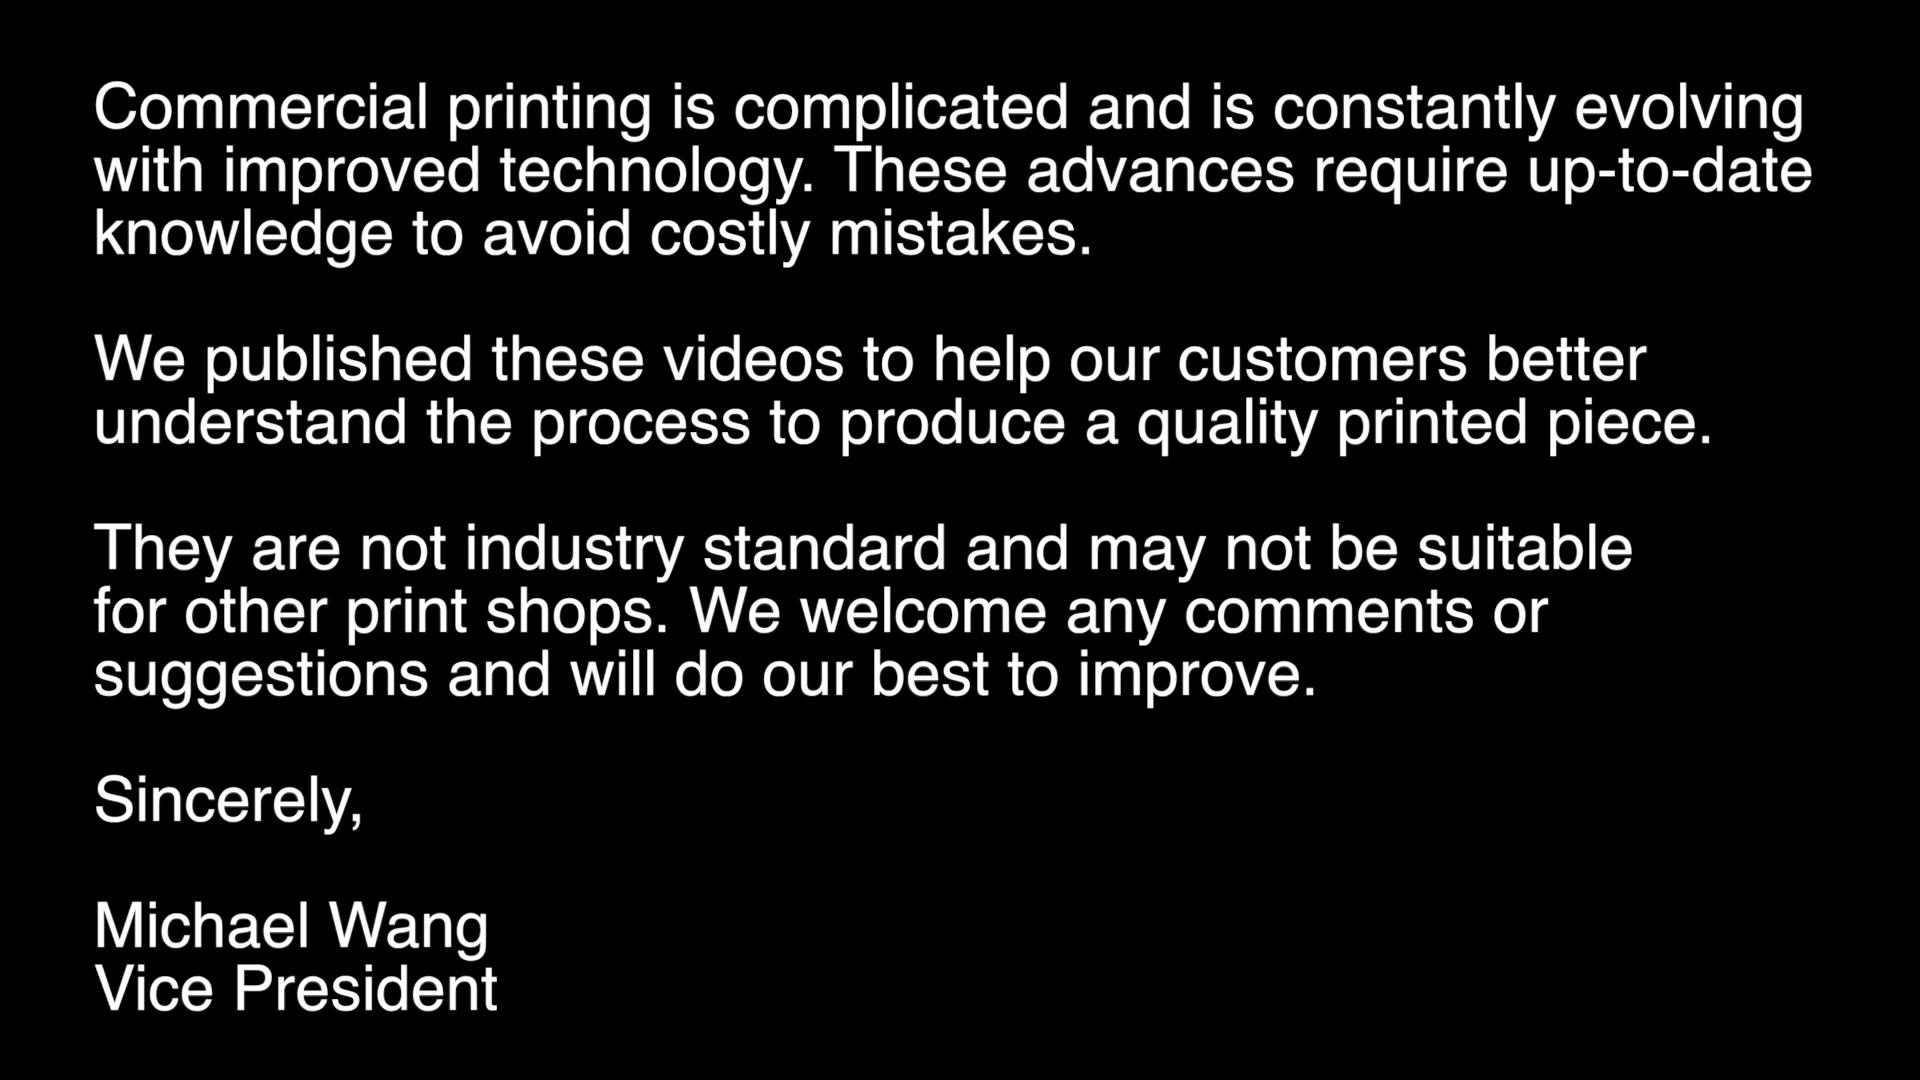 Commercial printing is complicated and is constantly evolving
with improved technology. These advances require up-to-date
knowledge to avoid costly mistakes.
We published these videos to help our customers better
understand the process to produce a quality printed piece.
They are not industry standard and may not be suitable
for other print shops. We welcome any comments or
suggestions and will do our best to improve.
Sincerely,
Michael Wang
Vice President